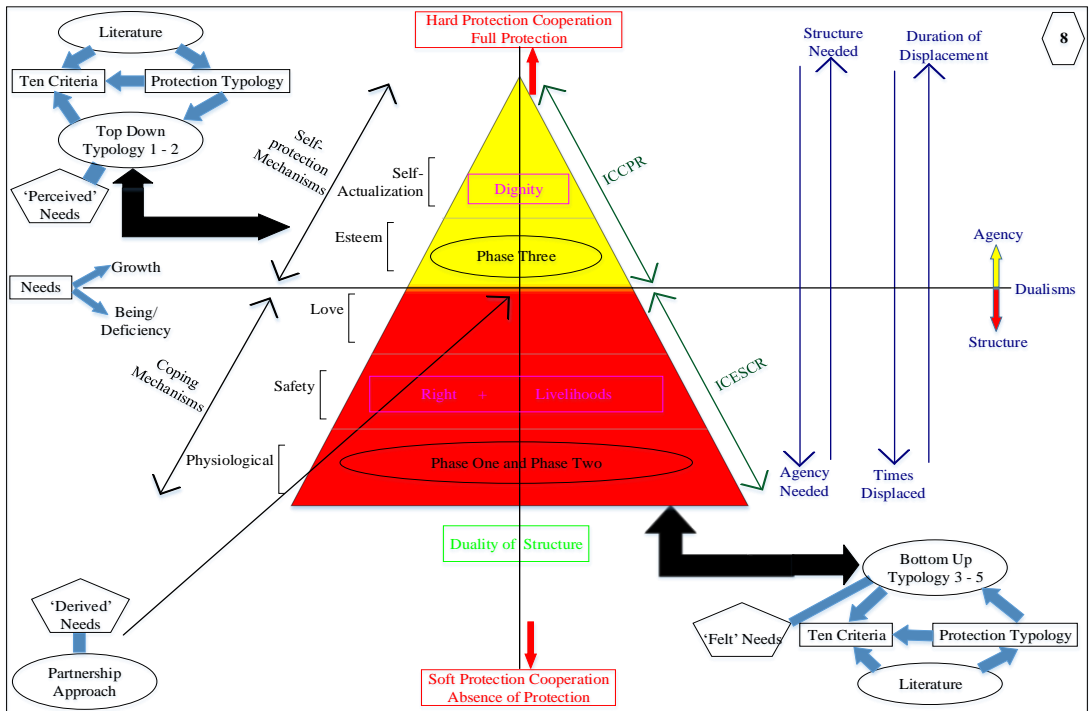 Hard Protection Cooperation
Full Protection
8
Literature
Ten Criteria
Protection Typology
Top Down
Typology 1 - 2
'Perceived'
Needs
Self-
protection
Mechanisms
Self-
Actualization
Dignity
ICCPR
Structure
Needed
Duration of
Displacement
Esteem
Phase Three
Agency
Needs
Growth
Being/
Deficiency
Dualisms
Structure
Love
Coping
Mechanisms
Safety
Right + Livelihoods
ICESCR
Physiological
Phase One and Phase Two
Agency
Needed
Times
Displaced
Duality of Structure
'Derived'
Needs
Partnership
Approach
Soft Protection Cooperation
Absence of Protection
Bottom Up
Typology 3 - 5
'Felt' Needs
Ten Criteria
Protection Typology
Literature